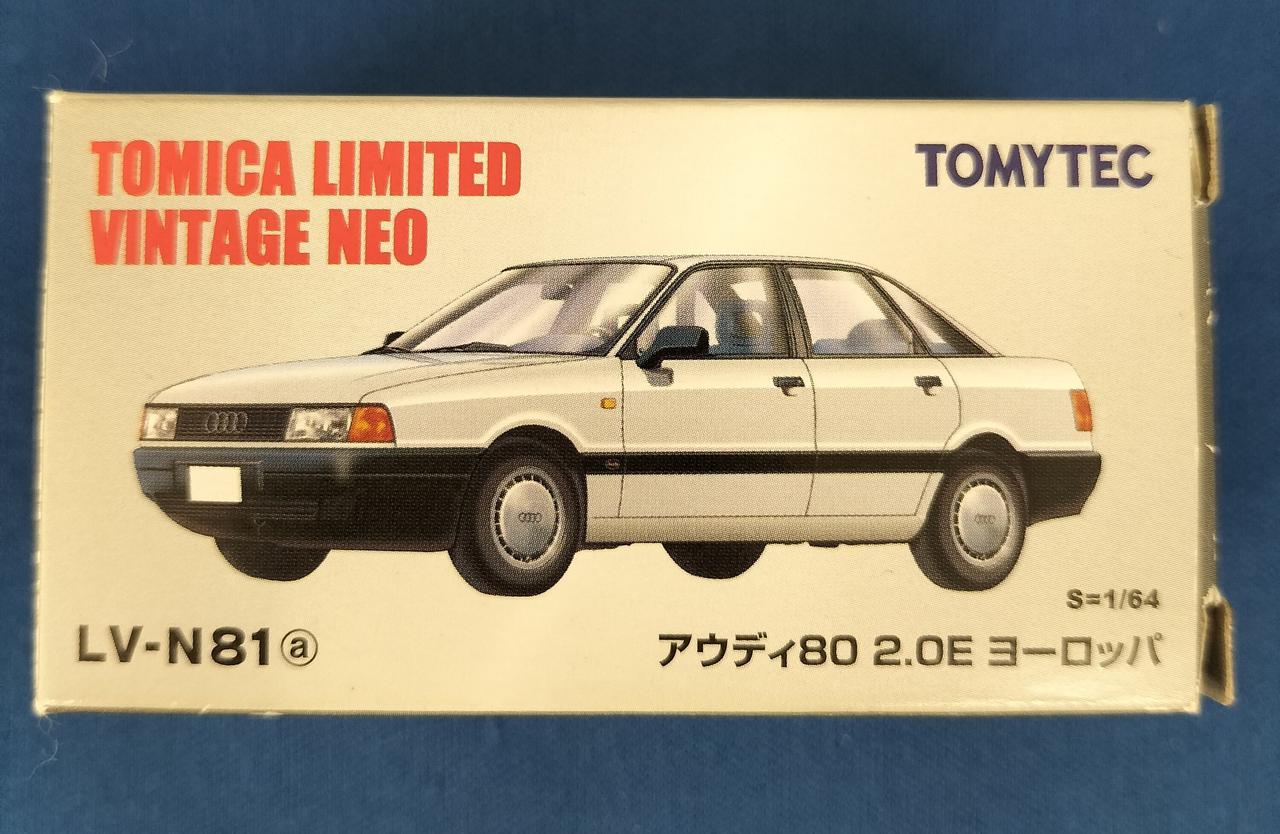 TOMICA LIMITED
VINTAGE NEO
TOMYTEC
S=1/64
LV-N81ⓐ
アウディ80 2.0E ヨーロッパ